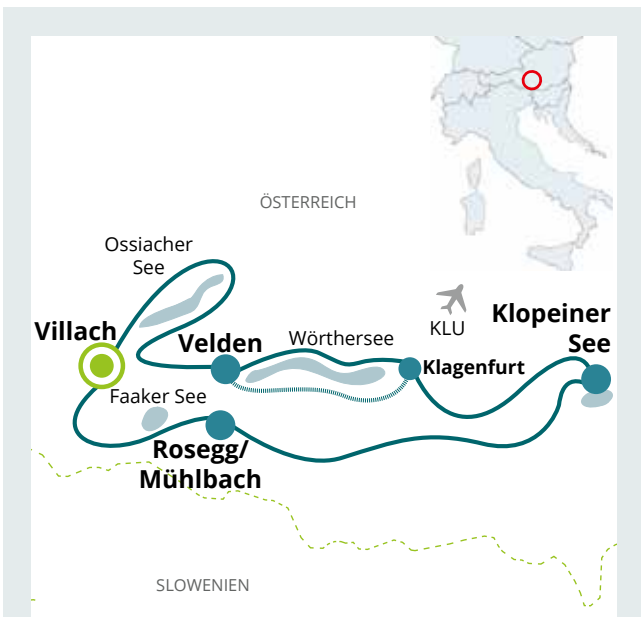 ÖSTERREICH
Ossiacher
See
Villach
Velden
Wörthersee
KLU
Klopeiner
See
Klagenfurt
Faaker See
Rosegg/
Mühlbach
SLOWENIEN